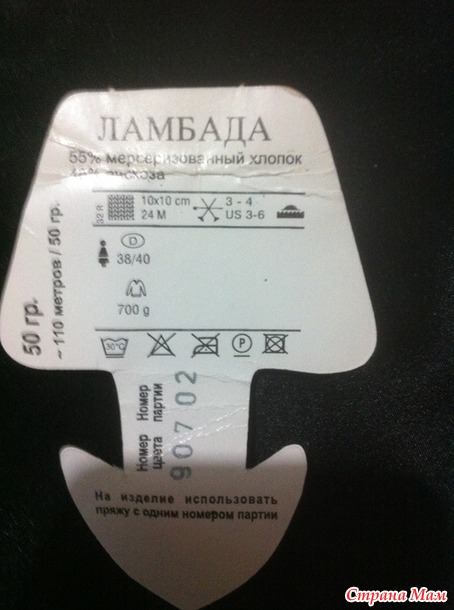 ЛАМБАДА
55% мерсеризованный хлопок
вискоза
10x10 cm
32 R
24 M
3 - 4
US 3-6
D
38/40
700 g
50 гр.
~ 110 метров / 50 гр.
30°C
P
Номер цвета
Номер партии
90702
На изделие использовать
пряжу с одним номером партии
Страна Мам